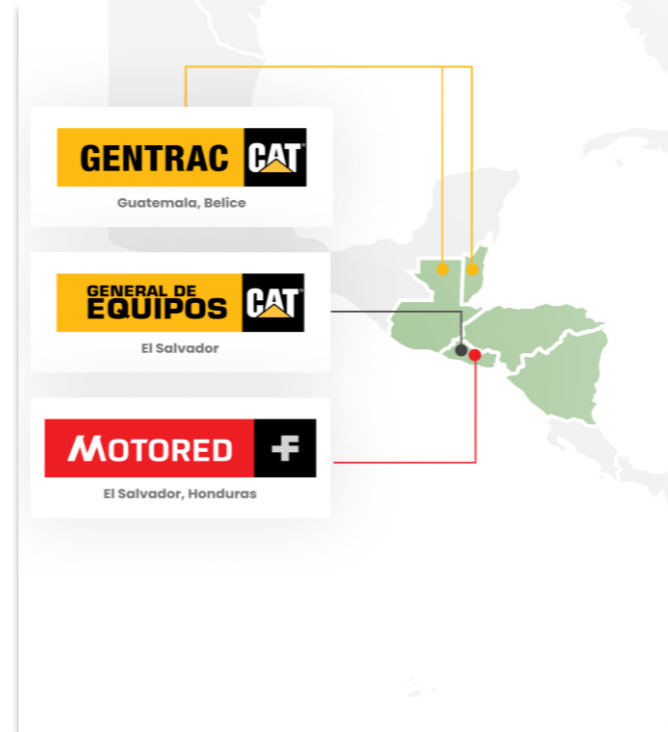 GENTRAC CAT
Guatemala, Belice
GENERAL DE
EQUIPOS CAT
El Salvador
MOTORED F
El Salvador, Honduras